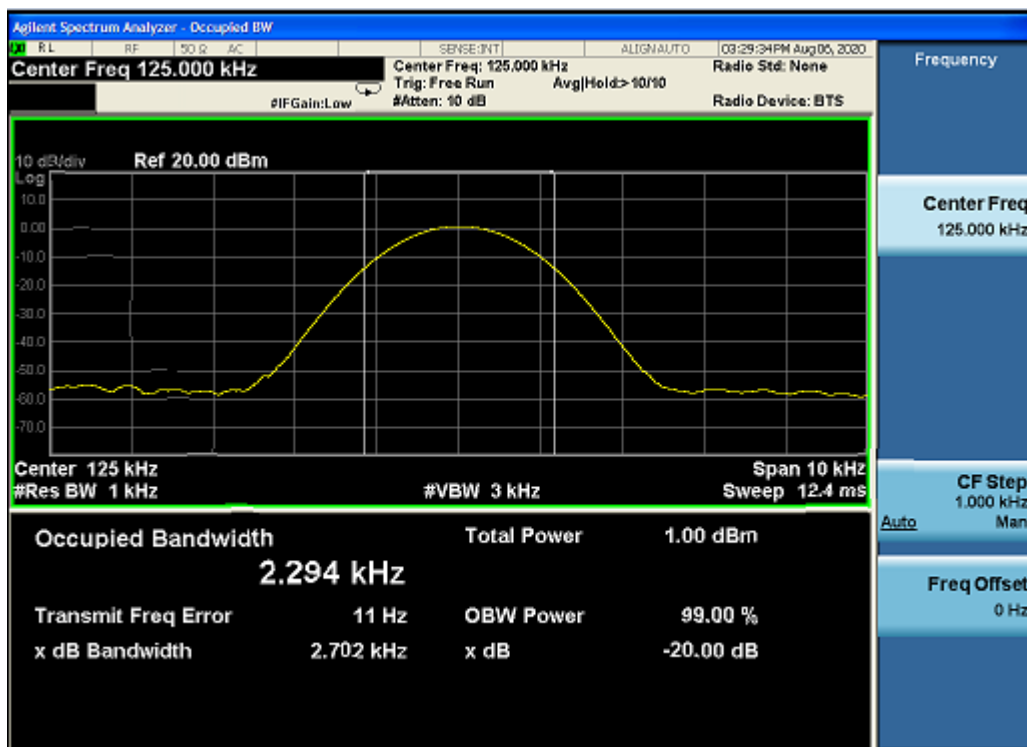 Agilent Spectrum Analyzer - Occupied BW
RL RF 50 Ω AC SENSE:INT ALIGN AUTO 03:29:34PM Aug 05, 2020
Center Freq 125.000 kHz
Center Freq: 125.000 kHz Radio Std: None
Trig: Free Run Avg|Hold:>10/10
#IFGain:Low #Atten: 10 dB Radio Device: BTS
Frequency
10 dB/div Ref 20.00 dBm
Log
10.0
0.00
-10.0
-20.0
-30.0
-40.0
-50.0
-60.0
-70.0
Center 125 kHz Span 10 kHz
#Res BW 1 kHz #VBW 3 kHz Sweep 12.4 ms
Occupied Bandwidth Total Power 1.00 dBm
2.294 kHz
Transmit Freq Error 11 Hz OBW Power 99.00 %
x dB Bandwidth 2.702 kHz x dB -20.00 dB
Center Freq
125.000 kHz
CF Step
1.000 kHz
Auto Man
Freq Offset
0 Hz